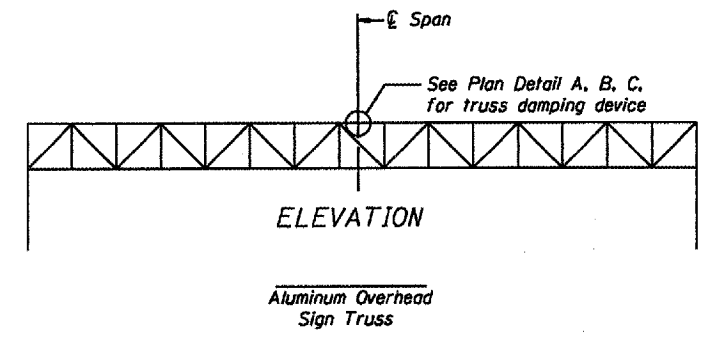 ℄ Span
See Plan Detail A, B, C,
for truss damping device
ELEVATION
Aluminum Overhead
Sign Truss